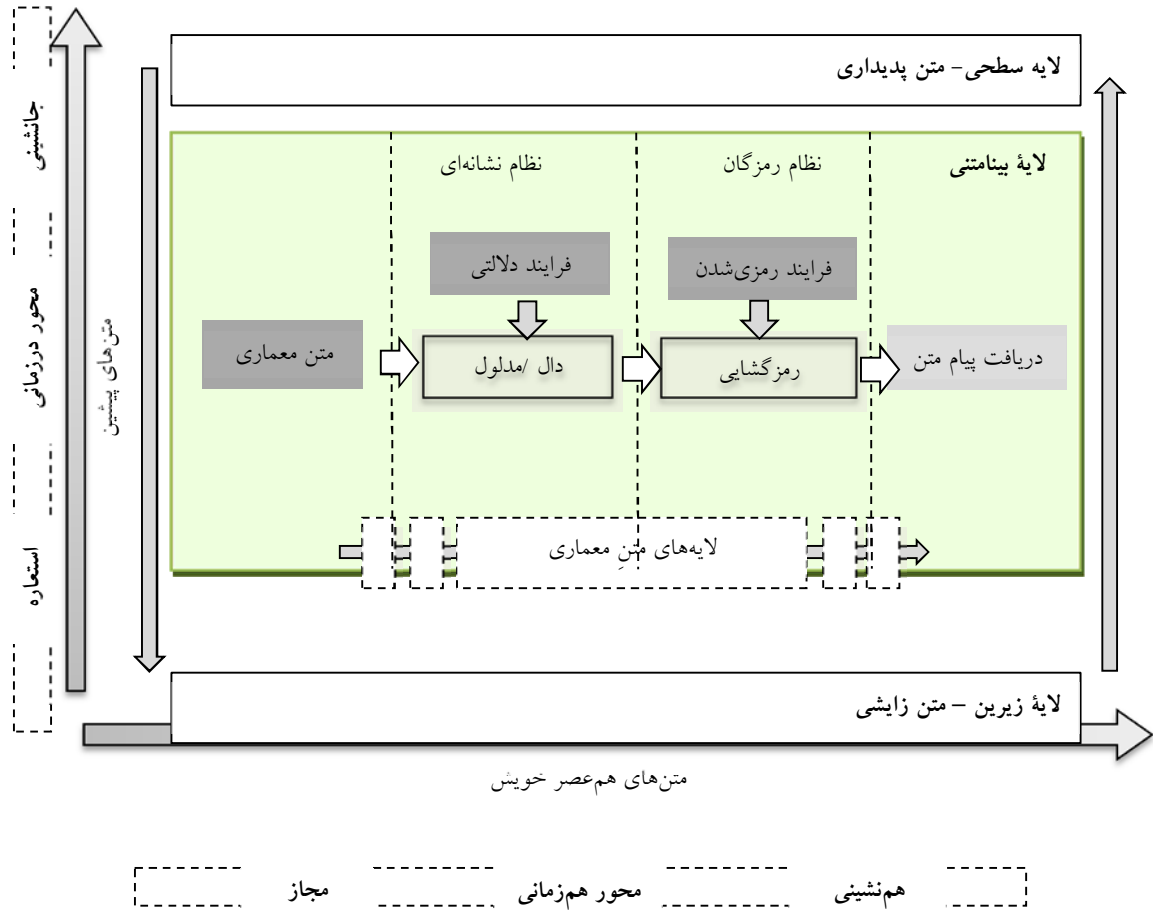 لایه سطحی- متن پدیداری
لایهٔ بینامتنی
نظام رمزگان
نظام نشانه‌ای
فرایند رمزی‌شدن
فرایند دلالتی
دریافت پیام متن
رمزگشایی
دال /مدلول
متن معماری
لایه‌های متنِ معماری
لایهٔ زیرین – متن زایشی
متن‌های هم‌عصر خویش
متن‌های پیشین
جانشینی
محور درزمانی
استعاره
هم‌نشینی
محور هم‌زمانی
مجاز